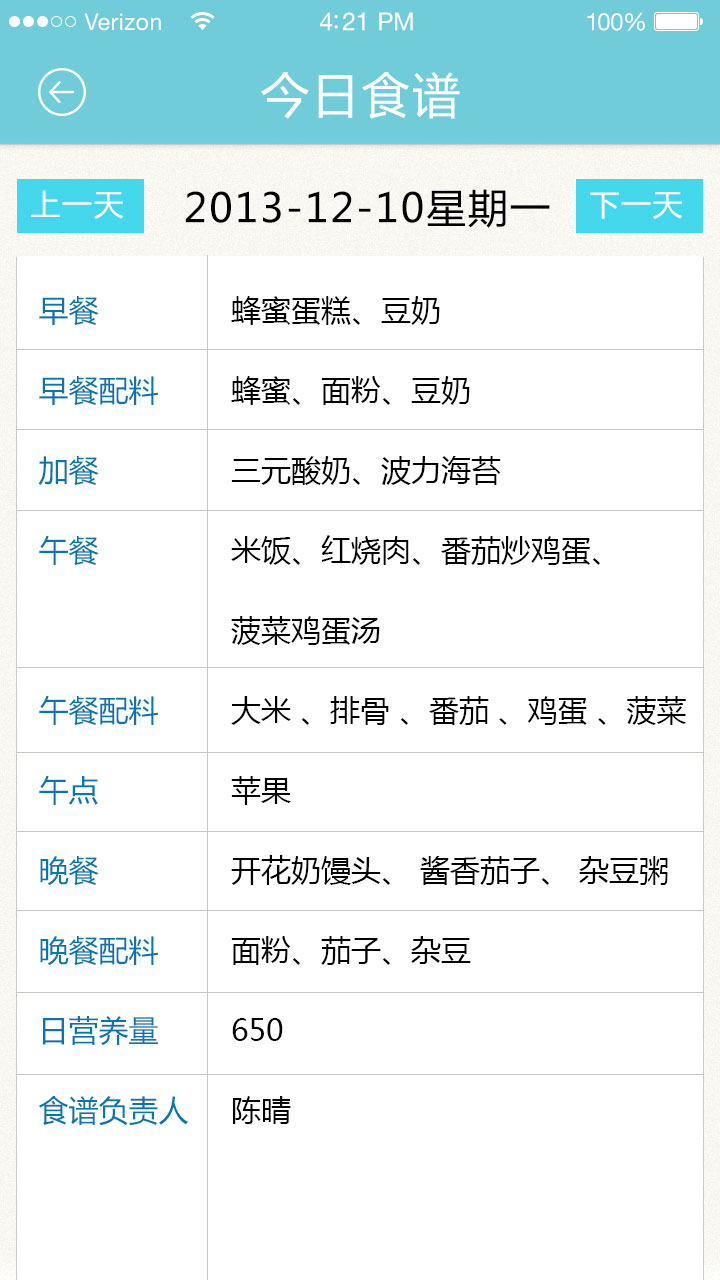 Verizon 4:21 PM 100%
今日食谱
上一天 2013-12-10星期一 下一天
早餐 蜂蜜蛋糕、豆奶
早餐配料 蜂蜜、面粉、豆奶
加餐 三元酸奶、波力海苔
午餐 米饭、红烧肉、番茄炒鸡蛋、
菠菜鸡蛋汤
午餐配料 大米 、排骨 、番茄 、鸡蛋 、菠菜
午点 苹果
晚餐 开花奶馒头、 酱香茄子、 杂豆粥
晚餐配料 面粉、茄子、杂豆
日营养量 650
食谱负责人 陈晴